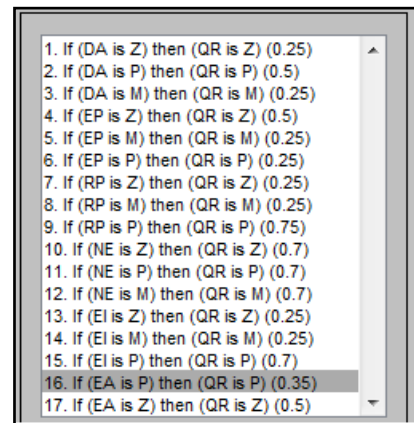 1. If (DA is Z) then (QR is Z) (0.25)
2. If (DA is P) then (QR is P) (0.5)
3. If (DA is M) then (QR is M) (0.25)
4. If (EP is Z) then (QR is Z) (0.5)
5. If (EP is M) then (QR is M) (0.25)
6. If (EP is P) then (QR is P) (0.25)
7. If (RP is Z) then (QR is Z) (0.25)
8. If (RP is M) then (QR is M) (0.25)
9. If (RP is P) then (QR is P) (0.75)
10. If (NE is Z) then (QR is Z) (0.7)
11. If (NE is P) then (QR is P) (0.7)
12. If (NE is M) then (QR is M) (0.7)
13. If (EI is Z) then (QR is Z) (0.25)
14. If (EI is M) then (QR is M) (0.25)
15. If (EI is P) then (QR is P) (0.7)
16. If (EA is P) then (QR is P) (0.35)
17. If (EA is Z) then (QR is Z) (0.5)